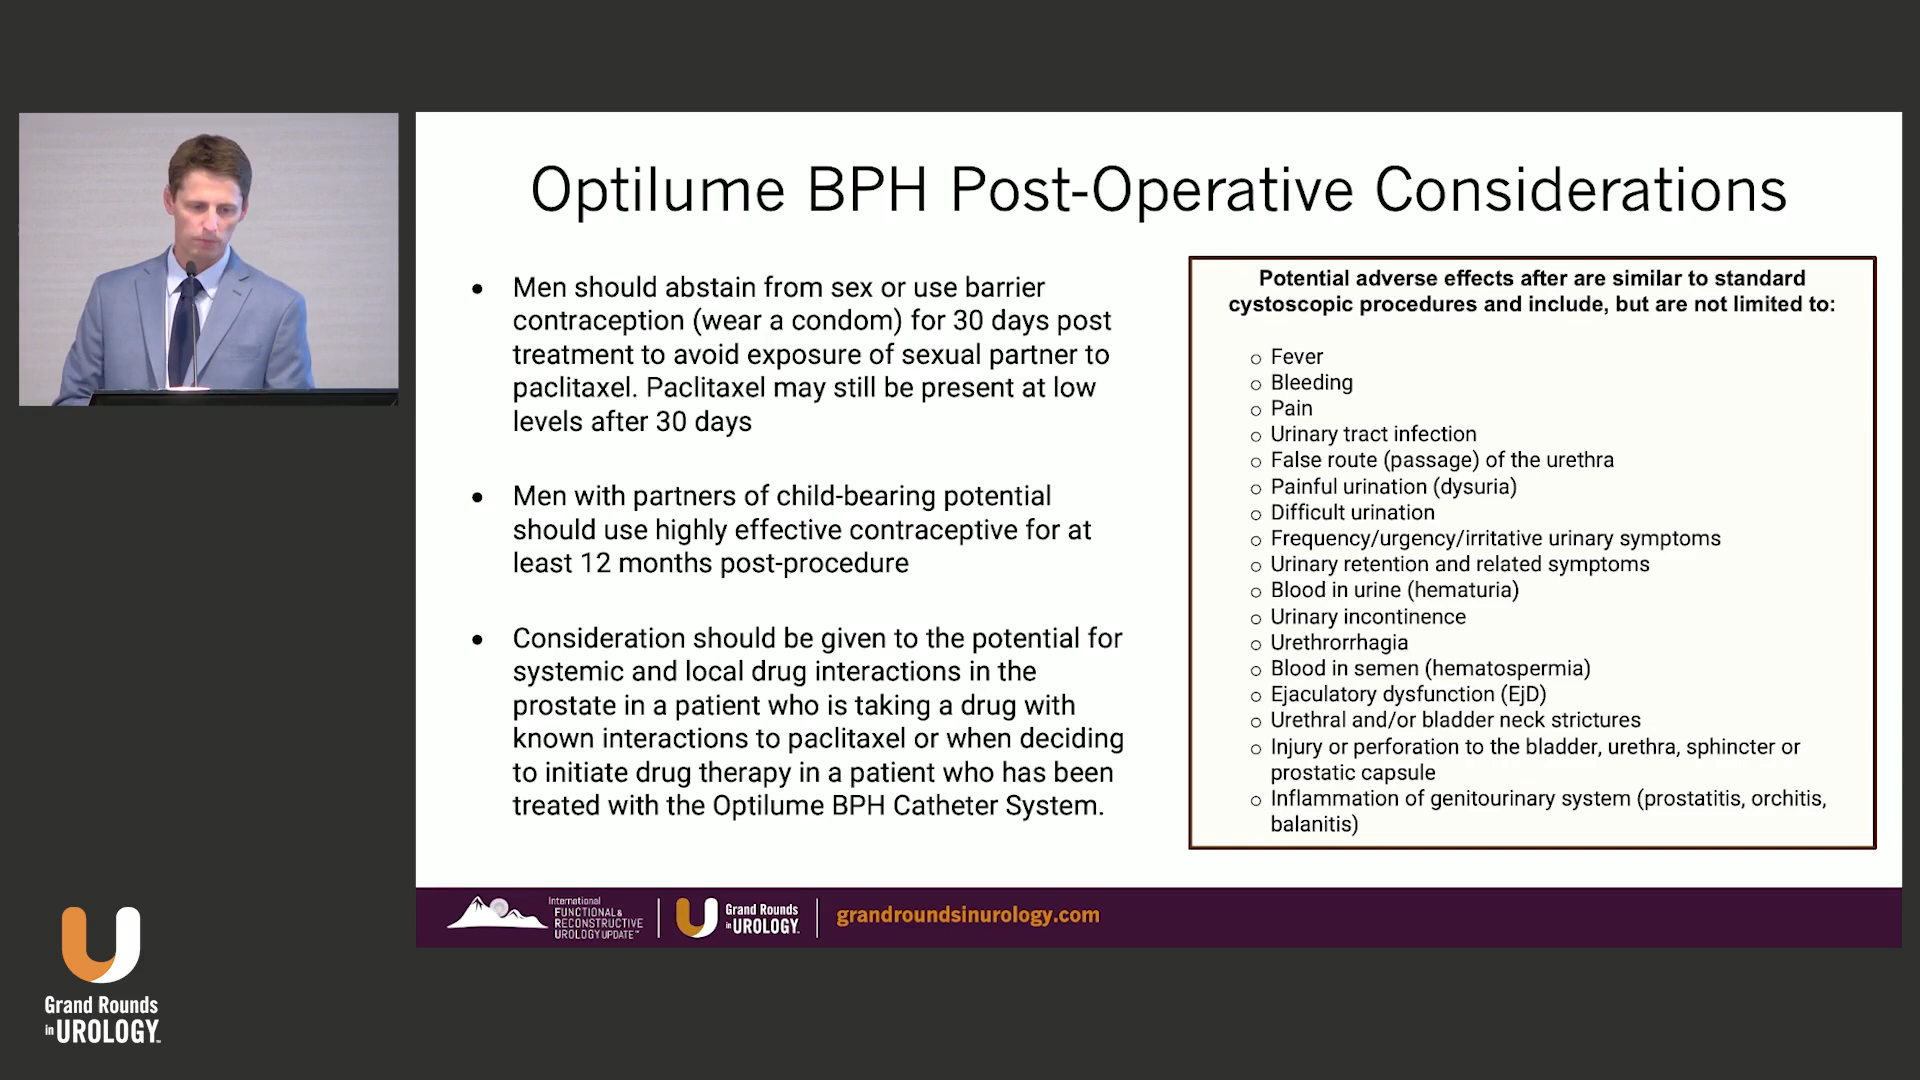 Optilume BPH Post-Operative Considerations
• Men should abstain from sex or use barrier
contraception (wear a condom) for 30 days post
treatment to avoid exposure of sexual partner to
paclitaxel. Paclitaxel may still be present at low
levels after 30 days
• Men with partners of child-bearing potential
should use highly effective contraceptive for at
least 12 months post-procedure
• Consideration should be given to the potential for
systemic and local drug interactions in the
prostate in a patient who is taking a drug with
known interactions to paclitaxel or when deciding
to initiate drug therapy in a patient who has been
treated with the Optilume BPH Catheter System.
Potential adverse effects after are similar to standard
cystoscopic procedures and include, but are not limited to:
o Fever
o Bleeding
o Pain
o Urinary tract infection
o False route (passage) of the urethra
o Painful urination (dysuria)
o Difficult urination
o Frequency/urgency/irritative urinary symptoms
o Urinary retention and related symptoms
o Blood in urine (hematuria)
o Urinary incontinence
o Urethrorrhagia
o Blood in semen (hematospermia)
o Ejaculatory dysfunction (EjD)
o Urethral and/or bladder neck strictures
o Injury or perforation to the bladder, urethra, sphincter or
prostatic capsule
o Inflammation of genitourinary system (prostatitis, orchitis,
balanitis)
International
FUNCTIONAL &
RECONSTRUCTIVE
UROLOGY UPDATE™
Grand Rounds
in UROLOGY™
grandroundsinurology.com
Grand Rounds
in UROLOGY™